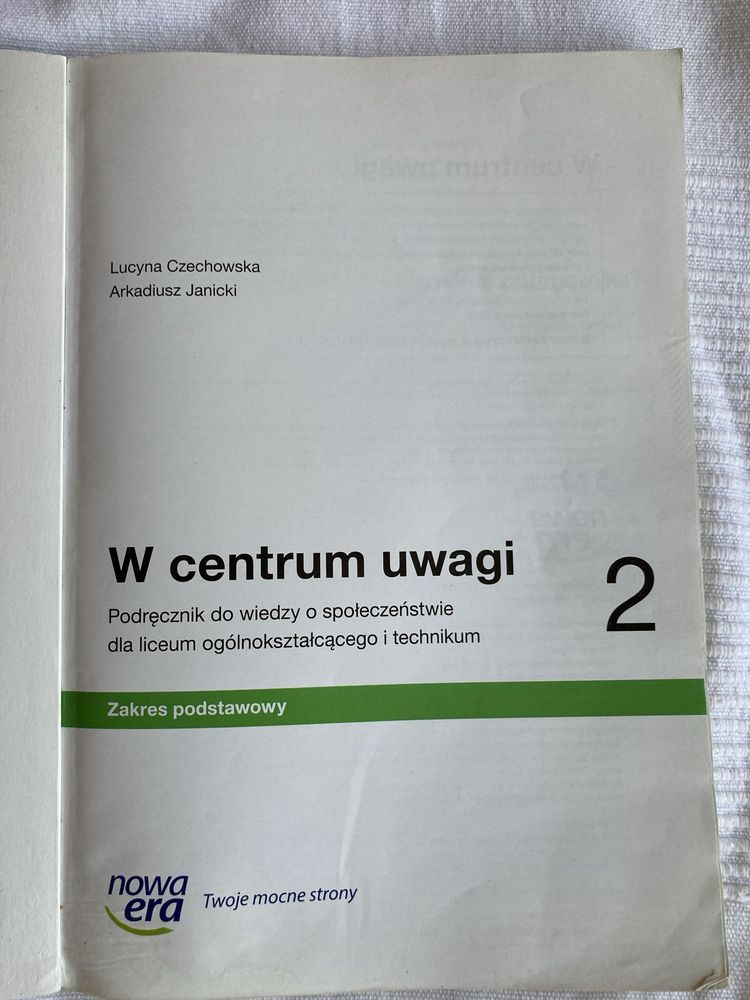 Lucyna Czechowska
Arkadiusz Janicki
W centrum uwagi 2
Podręcznik do wiedzy o społeczeństwie
dla liceum ogólnokształcącego i technikum
Zakres podstawowy
nowa
era
Twoje mocne strony